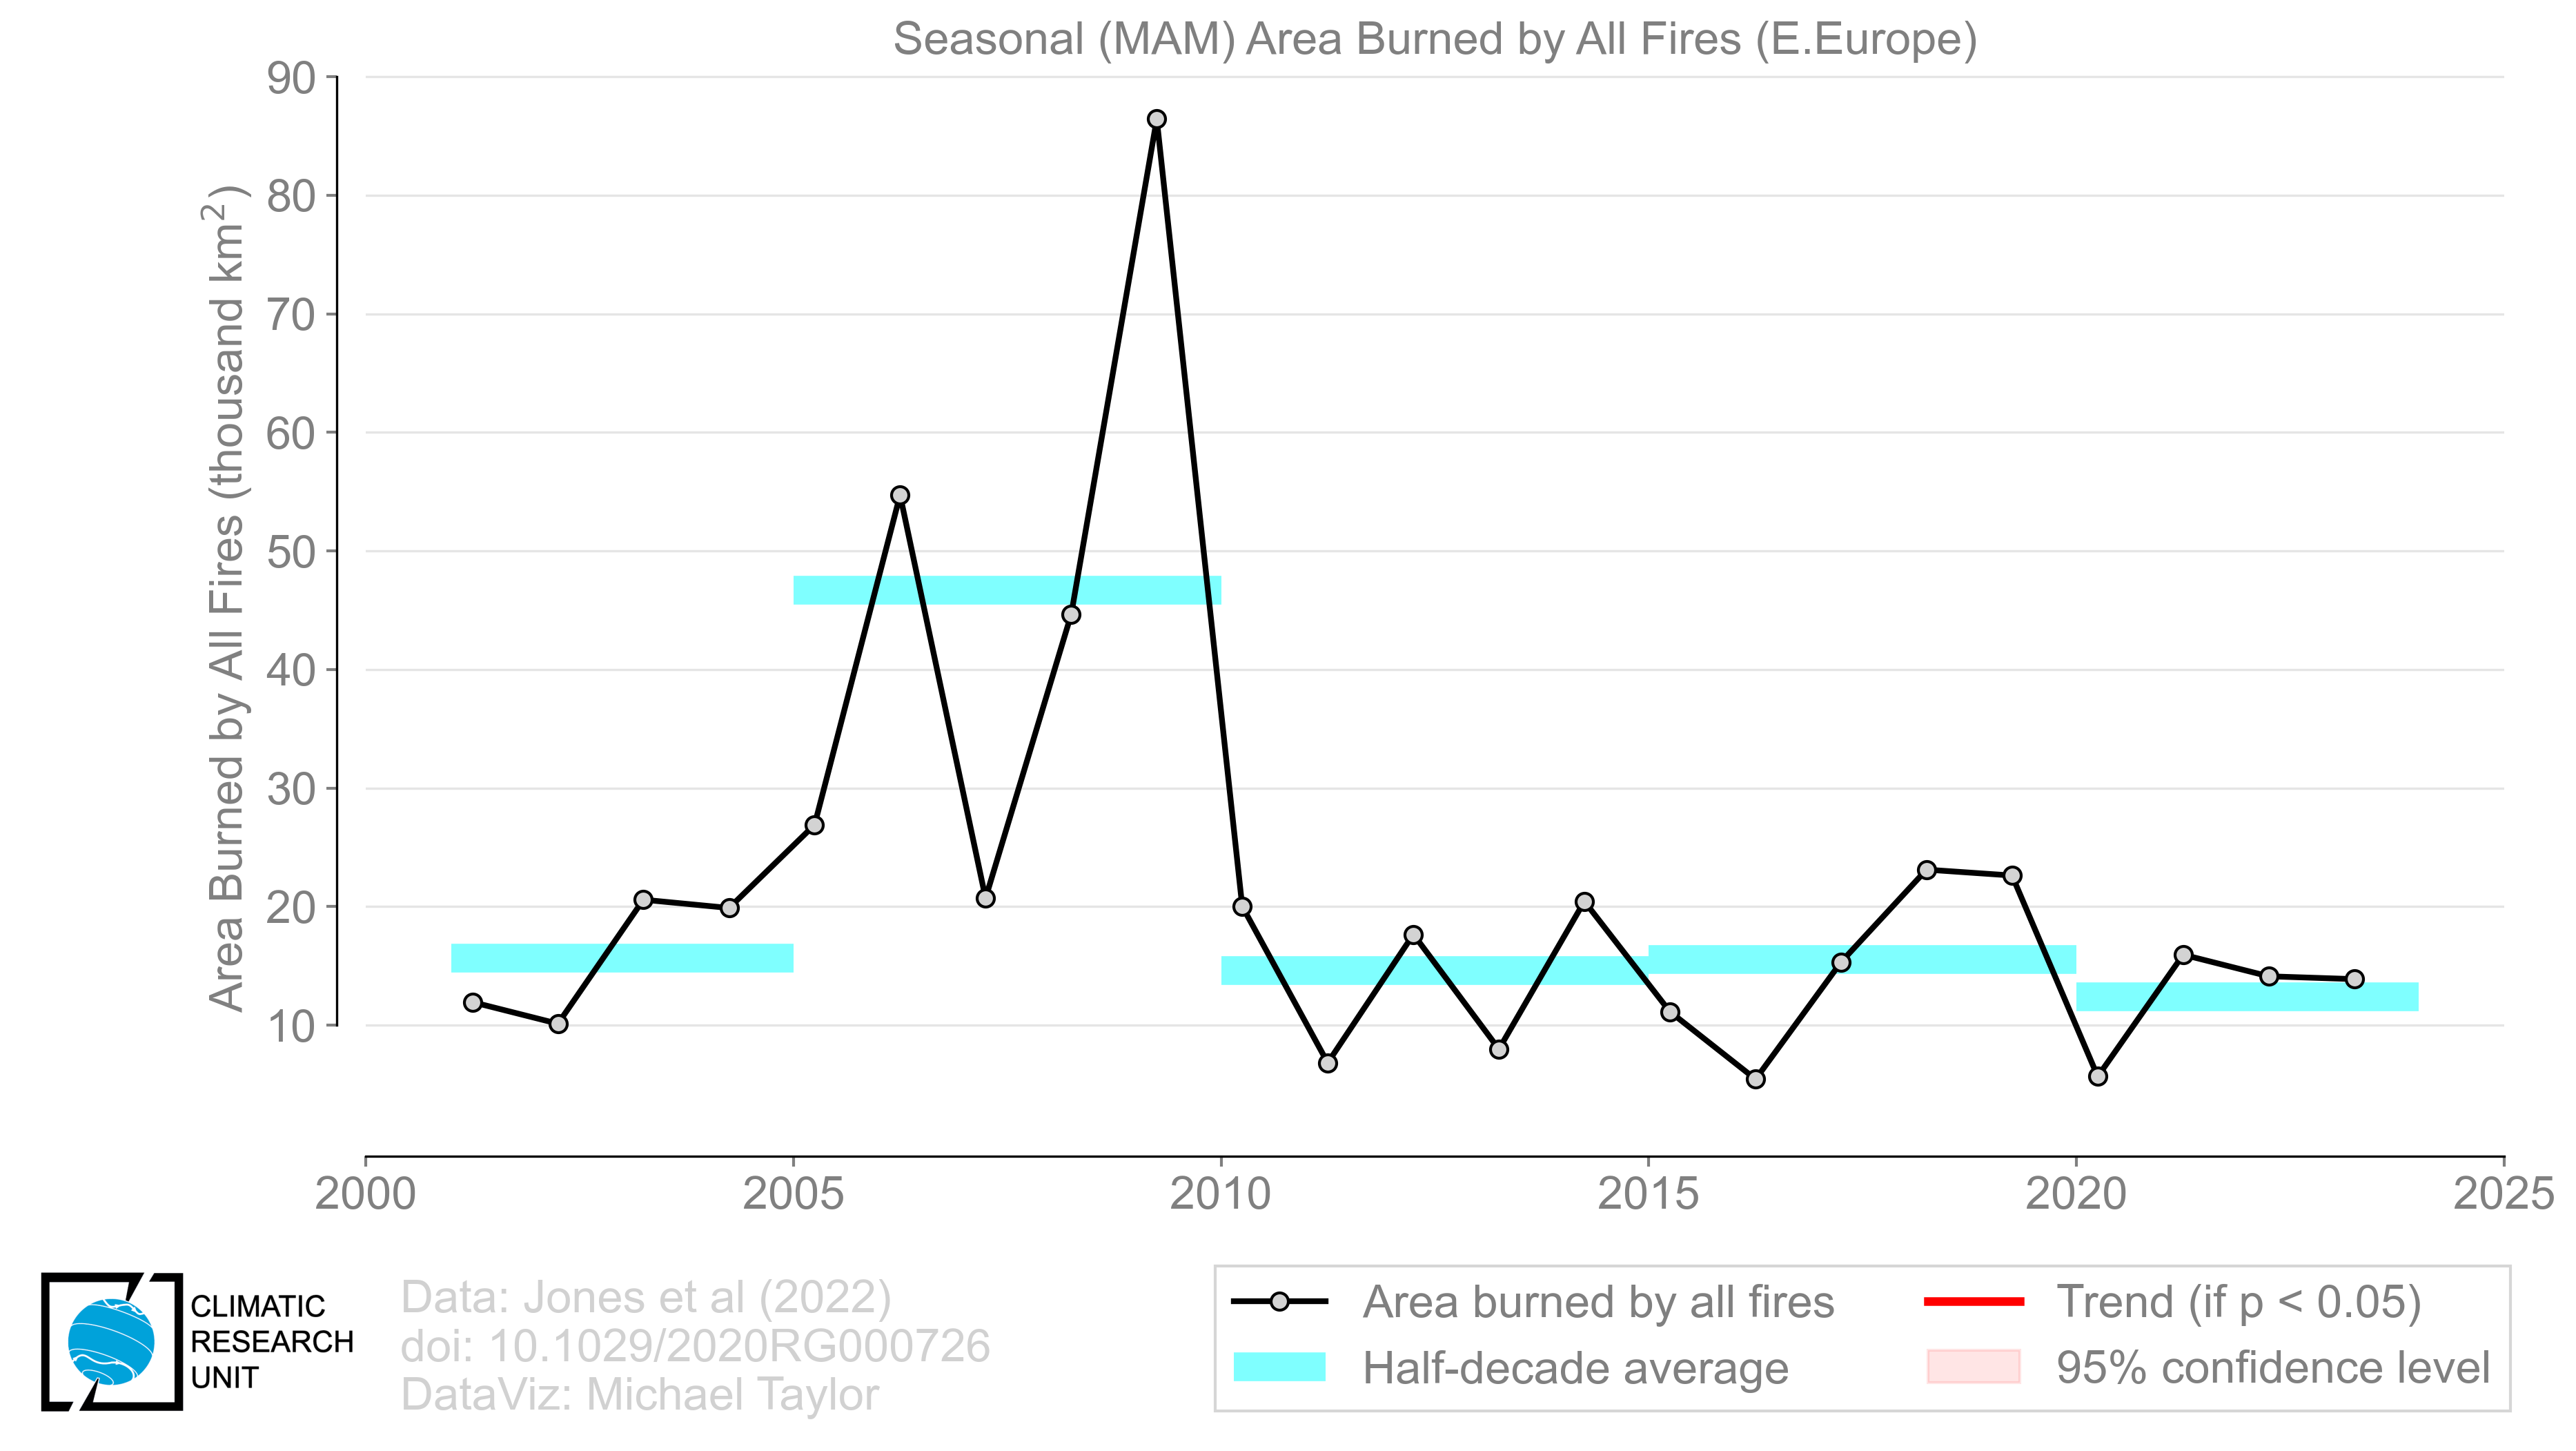 Seasonal (MAM) Area Burned by All Fires (E.Europe)
Area Burned by All Fires (thousand km²)
90
80
70
60
50
40
30
20
10
2000 2005 2010 2015 2020 2025
CLIMATIC
RESEARCH
UNIT
Data: Jones et al (2022)
doi: 10.1029/2020RG000726
DataViz: Michael Taylor
Area burned by all fires
Half-decade average
Trend (if p < 0.05)
95% confidence level